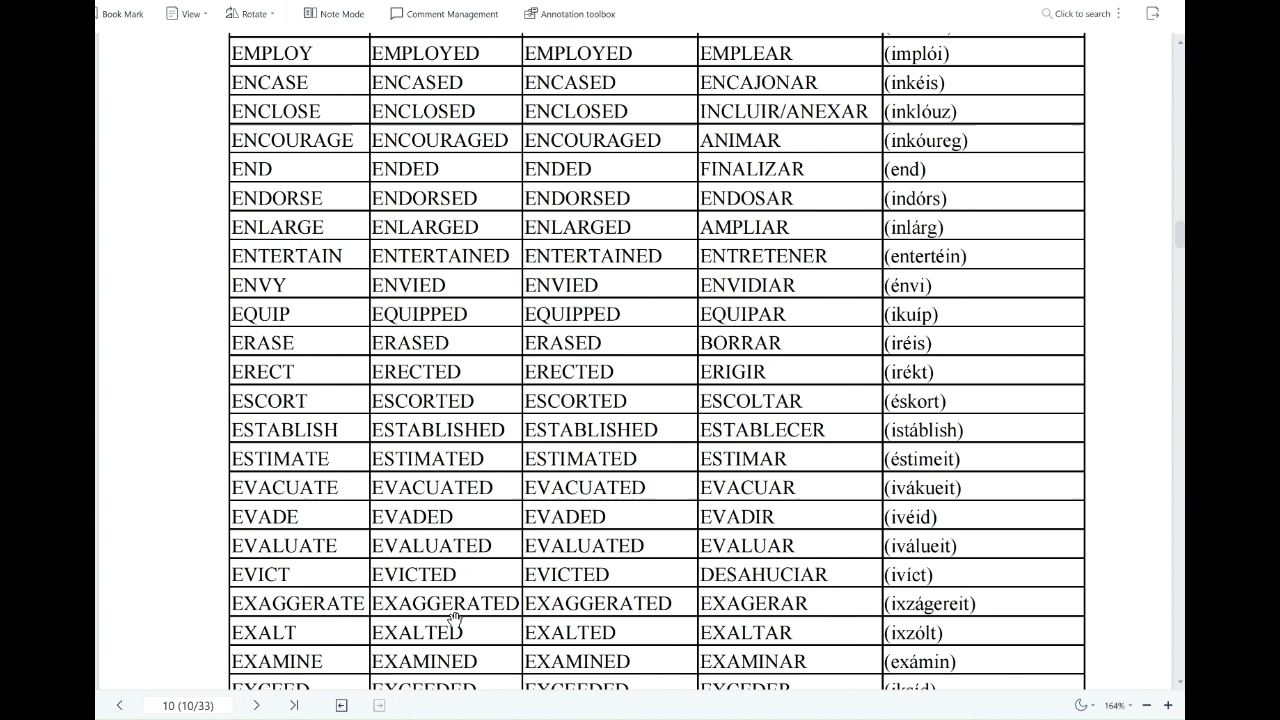 Book Mark View Rotate Note Mode Comment Management Annotation toolbox Click to search
EMPLOY EMPLOYED EMPLOYED EMPLEAR (implói)
ENCASE ENCASED ENCASED ENCAJONAR (inkéis)
ENCLOSE ENCLOSED ENCLOSED INCLUIR/ANEXAR (inklóuz)
ENCOURAGE ENCOURAGED ENCOURAGED ANIMAR (inkóureg)
END ENDED ENDED FINALIZAR (end)
ENDORSE ENDORSED ENDORSED ENDOSAR (indórs)
ENLARGE ENLARGED ENLARGED AMPLIAR (inlárg)
ENTERTAIN ENTERTAINED ENTERTAINED ENTRETENER (entertéin)
ENVY ENVIED ENVIED ENVIDIAR (énvi)
EQUIP EQUIPPED EQUIPPED EQUIPAR (ikuíp)
ERASE ERASED ERASED BORRAR (iréis)
ERECT ERECTED ERECTED ERIGIR (irékt)
ESCORT ESCORTED ESCORTED ESCOLTAR (éskort)
ESTABLISH ESTABLISHED ESTABLISHED ESTABLECER (istáblish)
ESTIMATE ESTIMATED ESTIMATED ESTIMAR (éstimeit)
EVACUATE EVACUATED EVACUATED EVACUAR (ivákueit)
EVADE EVADED EVADED EVADIR (ivéid)
EVALUATE EVALUATED EVALUATED EVALUAR (iválueit)
EVICT EVICTED EVICTED DESAHUCIAR (ivíct)
EXAGGERATE EXAGGERATED EXAGGERATED EXAGERAR (ixzágereit)
EXALT EXALTED EXALTED EXALTAR (ixzólt)
EXAMINE EXAMINED EXAMINED EXAMINAR (exámin)
EXCEED EXCEEDED EXCEEDED EXCEDER (iksíd)
10 (10/33) 164%